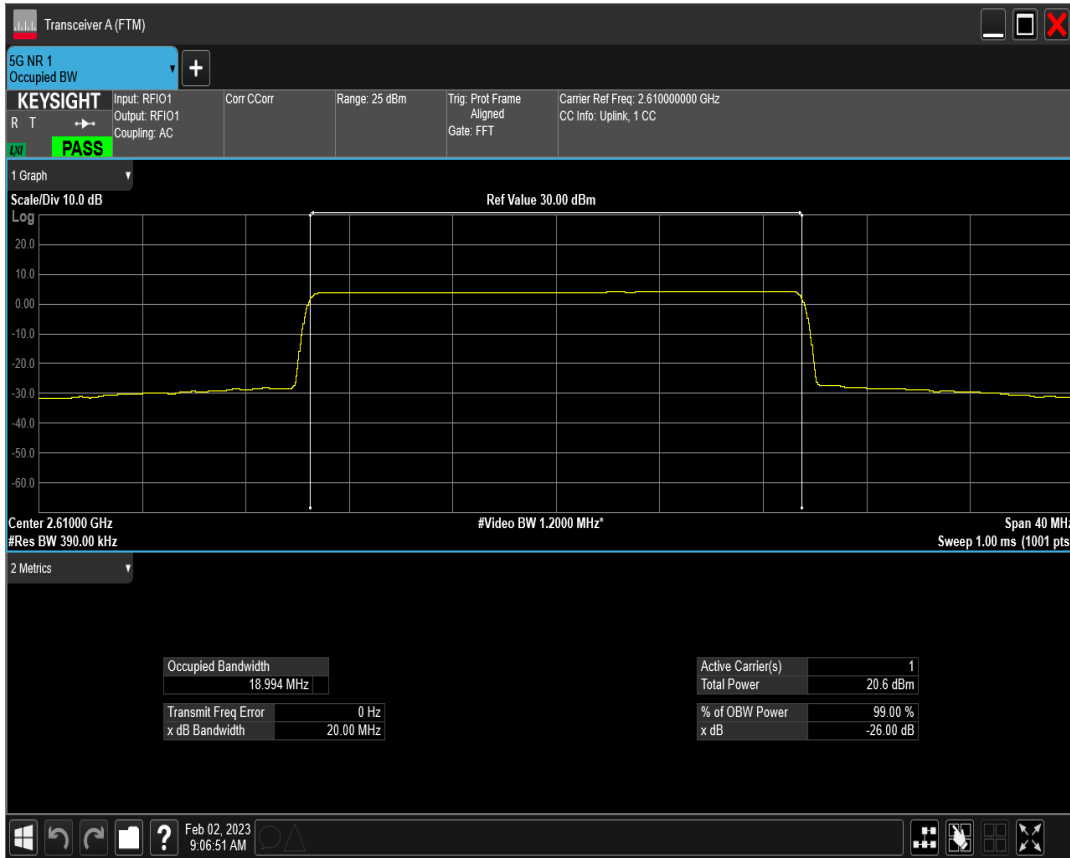 Transceiver A (FTM)
5G NR 1
Occupied BW
+
KEYSIGHT
R T
LXI
PASS
Input: RFIO1
Output: RFIO1
Coupling: AC
Corr CCorr
Range: 25 dBm
Trig: Prot Frame
Aligned
Gate: FFT
Carrier Ref Freq: 2.610000000 GHz
CC Info: Uplink, 1 CC
1 Graph
Scale/Div 10.0 dB
Ref Value 30.00 dBm
Log
20.0
10.0
0.00
-10.0
-20.0
-30.0
-40.0
-50.0
-60.0
Center 2.61000 GHz
#Video BW 1.2000 MHz*
Span 40 MHz
#Res BW 390.00 kHz
Sweep 1.00 ms (1001 pts
2 Metrics
Occupied Bandwidth
18.994 MHz
Transmit Freq Error 0 Hz
x dB Bandwidth 20.00 MHz
Active Carrier(s) 1
Total Power 20.6 dBm
% of OBW Power 99.00 %
x dB -26.00 dB
?
Feb 02, 2023
9:06:51 AM